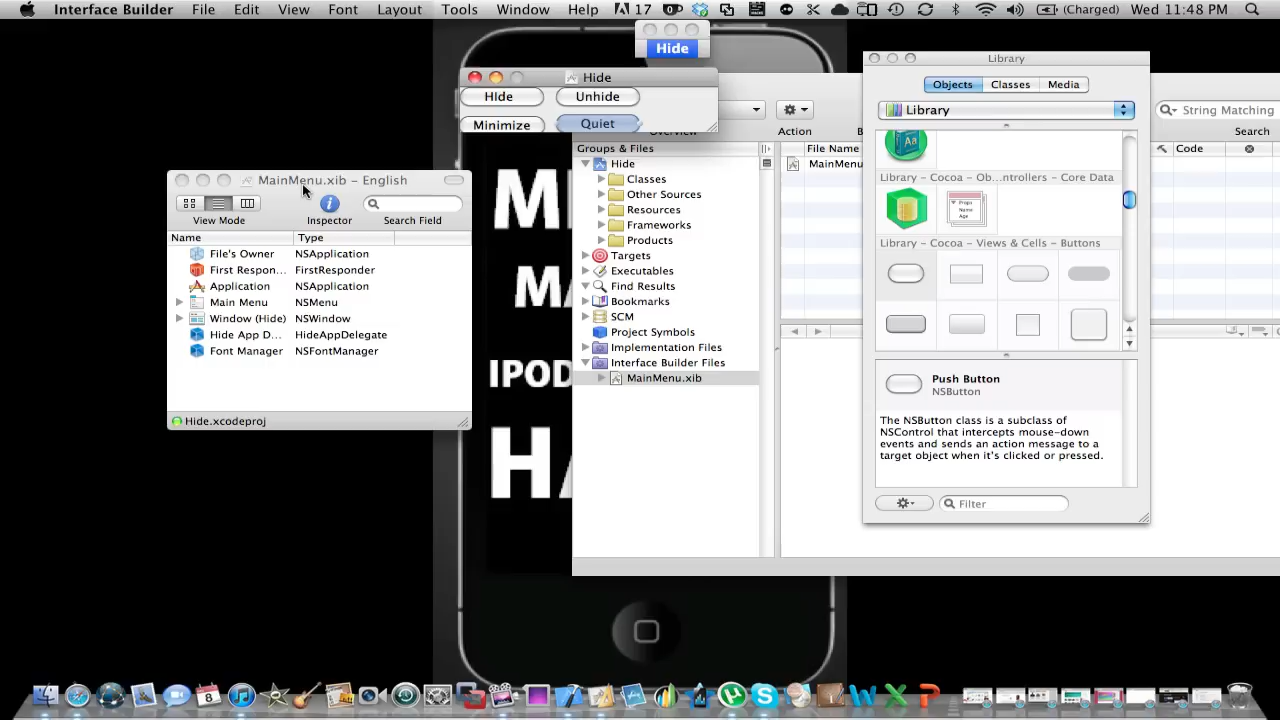 Interface Builder File Edit View Font Layout Tools Window Help 17 0 (Charged) Wed 11:48 PM
Hide
Hide
HIde Unhide
Minimize Quiet
MainMenu.xib – English
View Mode Inspector Search Field
Name Type
File's Owner NSApplication
First Respon... FirstResponder
Application NSApplication
Main Menu NSMenu
Window (Hide) NSWindow
Hide App D... HideAppDelegate
Font Manager NSFontManager
Hide.xcodeproj
IPOD
Overview Action Search
String Matching
Groups & Files
Hide
Classes
Other Sources
Resources
Frameworks
Products
Targets
Executables
Find Results
Bookmarks
SCM
Project Symbols
Implementation Files
Interface Builder Files
MainMenu.xib
File Name Code
MainMenu
Library
Objects Classes Media
Library
Library – Cocoa – Ob...ntrollers – Core Data
Library – Cocoa – Views & Cells – Buttons
Push Button
NSButton
The NSButton class is a subclass of
NSControl that intercepts mouse-down
events and sends an action message to a
target object when it's clicked or pressed.
Filter